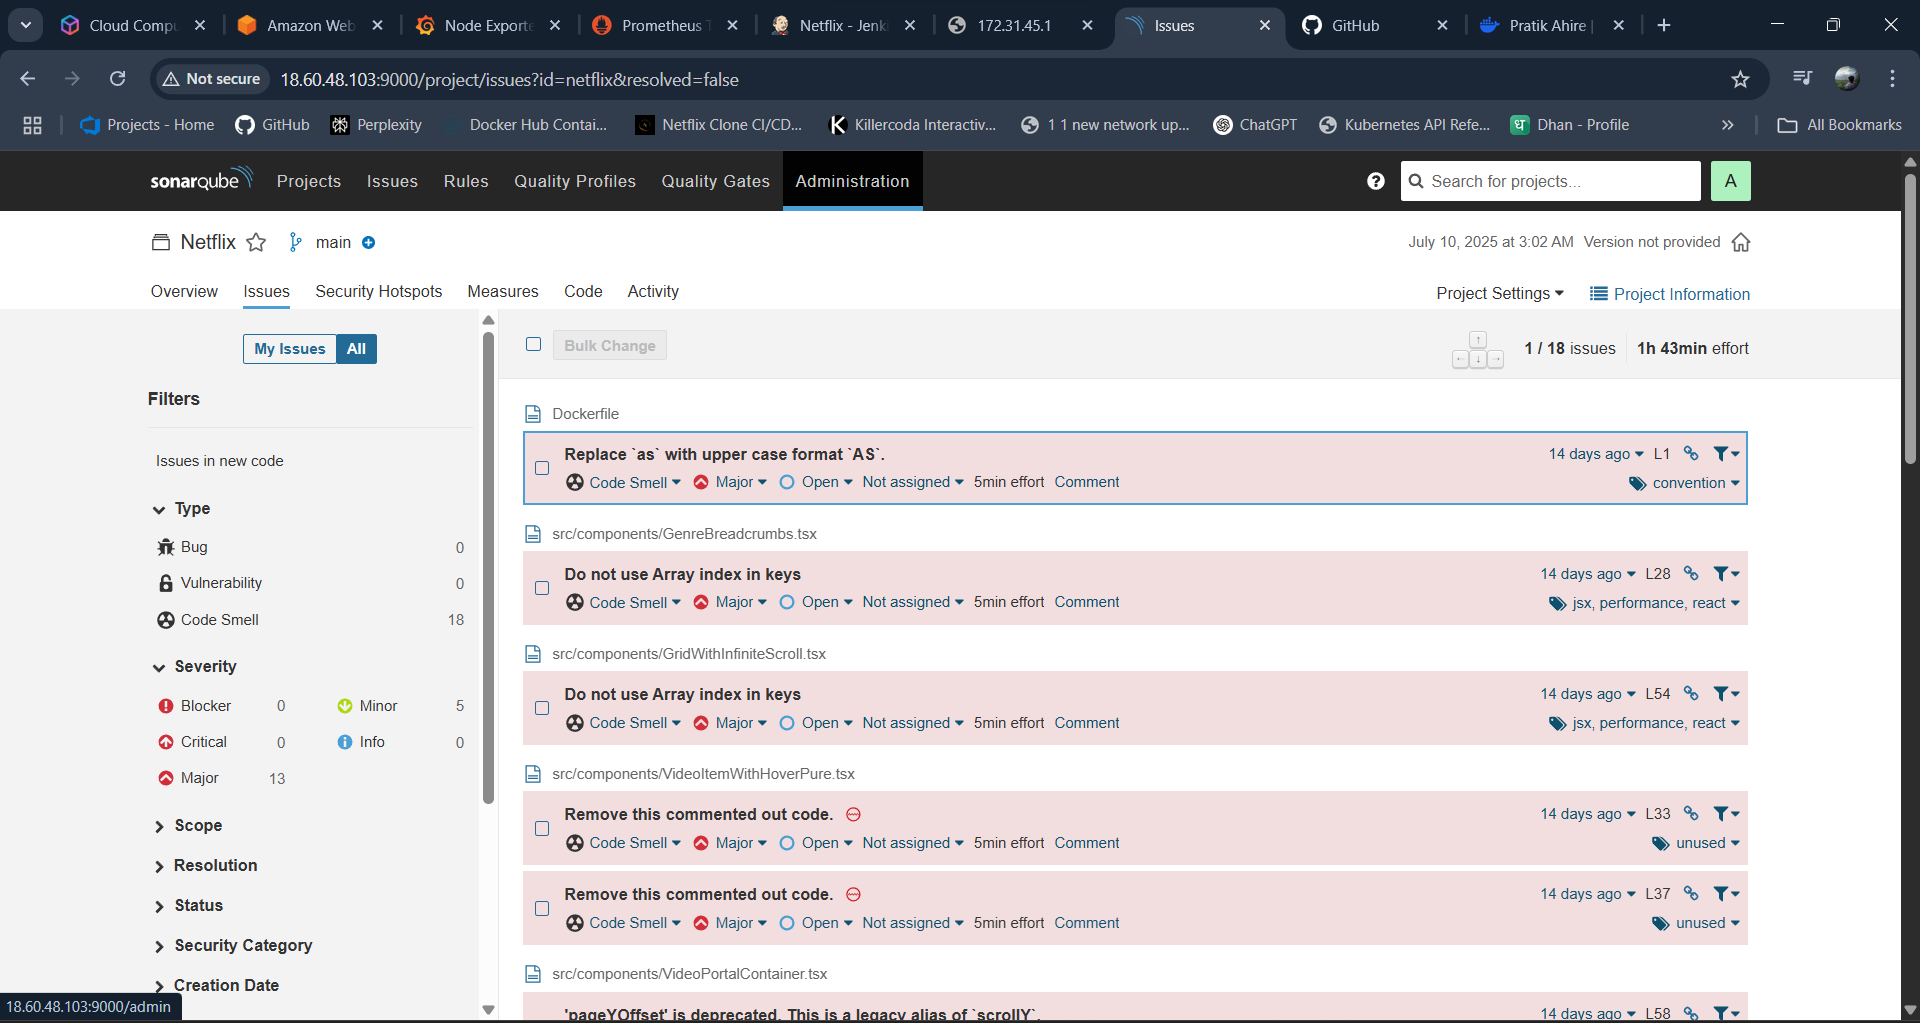 Cloud Compu
Amazon Web
Node Exporte
Prometheus T
Netflix - Jenk
172.31.45.1
Issues
GitHub
Pratik Ahire |
Not secure 18.60.48.103:9000/project/issues?id=netflix&resolved=false
Projects - Home GitHub Perplexity Docker Hub Contai... Netflix Clone CI/CD... Killercoda Interactiv... 1 1 new network up... ChatGPT Kubernetes API Refe... Dhan - Profile » All Bookmarks
sonarqube Projects Issues Rules Quality Profiles Quality Gates Administration ? Search for projects... A
Netflix main July 10, 2025 at 3:02 AM Version not provided
Overview Issues Security Hotspots Measures Code Activity Project Settings Project Information
My Issues All
Filters
Issues in new code
Type
Bug 0
Vulnerability 0
Code Smell 18
Severity
Blocker 0 Minor 5
Critical 0 Info 0
Major 13
Scope
Resolution
Status
Security Category
Creation Date
18.60.48.103:9000/admin
Bulk Change 1 / 18 issues 1h 43min effort
Dockerfile
Replace `as` with upper case format `AS`. 14 days ago L1
Code Smell Major Open Not assigned 5min effort Comment convention
src/components/GenreBreadcrumbs.tsx
Do not use Array index in keys 14 days ago L28
Code Smell Major Open Not assigned 5min effort Comment jsx, performance, react
src/components/GridWithInfiniteScroll.tsx
Do not use Array index in keys 14 days ago L54
Code Smell Major Open Not assigned 5min effort Comment jsx, performance, react
src/components/VideoItemWithHoverPure.tsx
Remove this commented out code. 14 days ago L33
Code Smell Major Open Not assigned 5min effort Comment unused
Remove this commented out code. 14 days ago L37
Code Smell Major Open Not assigned 5min effort Comment unused
src/components/VideoPortalContainer.tsx
'pageYOffset' is deprecated. This is a legacy alias of `scrollY`. 14 days ago L58